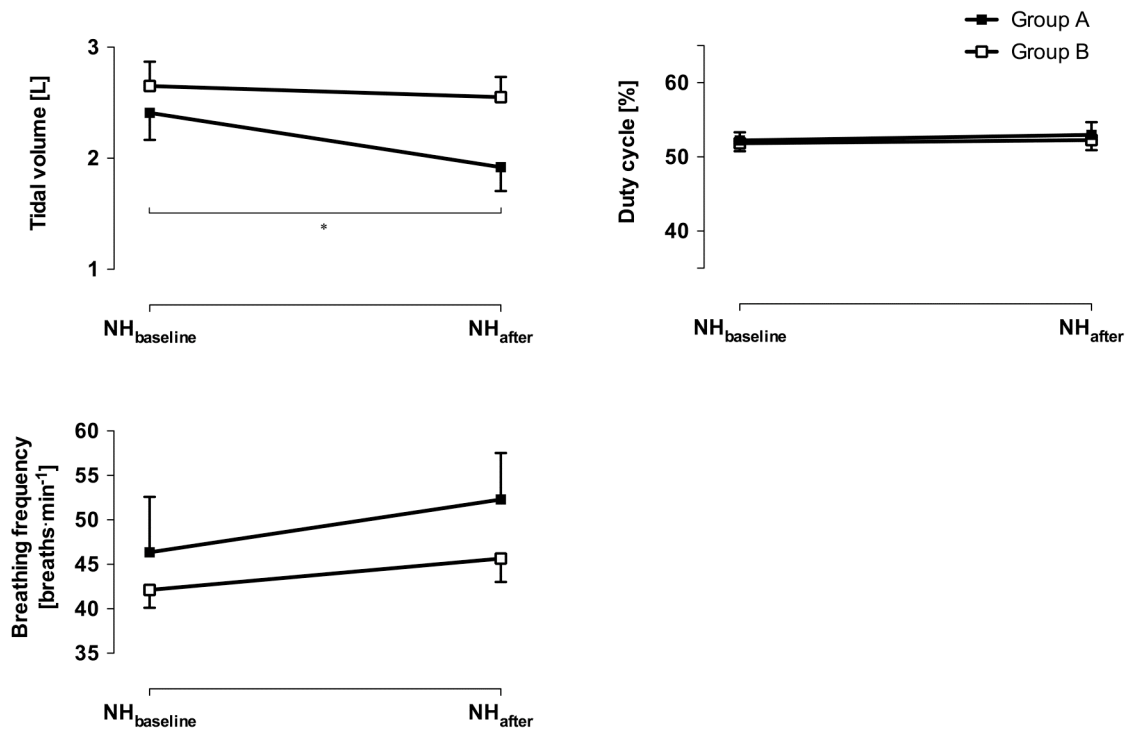 Group A
Group B
Tidal volume [L]
3
2
1
*
NHbaseline
NHafter
Duty cycle [%]
60
50
40
NHbaseline
NHafter
Breathing frequency
[breaths·min-1]
60
55
50
45
40
35
NHbaseline
NHafter